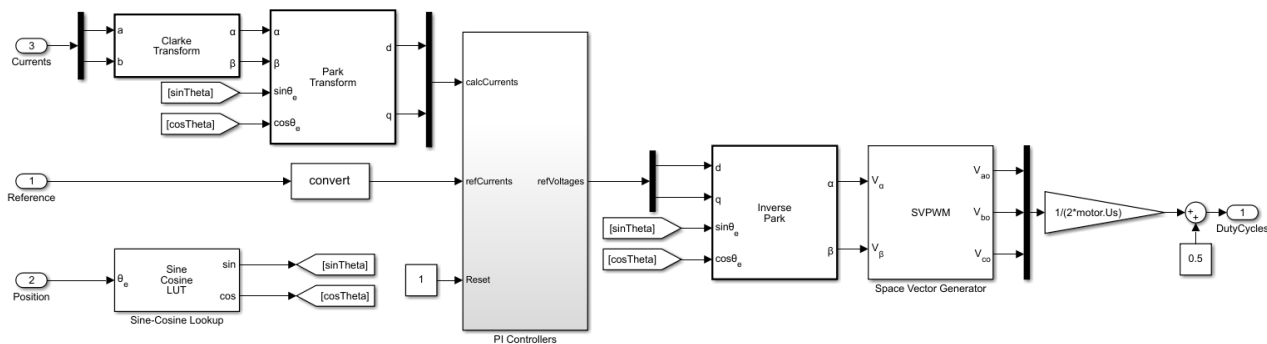 3
Currents
a
b
Clarke
Transform
α
β
α
β
[sinTheta]
sinθe
[cosTheta]
cosθe
Park
Transform
d
q
calcCurrents
1
Reference
convert
refCurrents
refVoltages
2
Position
θe
Sine
Cosine
LUT
sin
cos
Sine-Cosine Lookup
[sinTheta]
[cosTheta]
1
Reset
PI Controllers
d
q
[sinTheta]
sinθe
[cosTheta]
cosθe
Inverse
Park
α
β
Vα
Vβ
SVPWM
Vao
Vbo
Vco
Space Vector Generator
1/(2*motor.Us)
+
+
0.5
1
DutyCycles